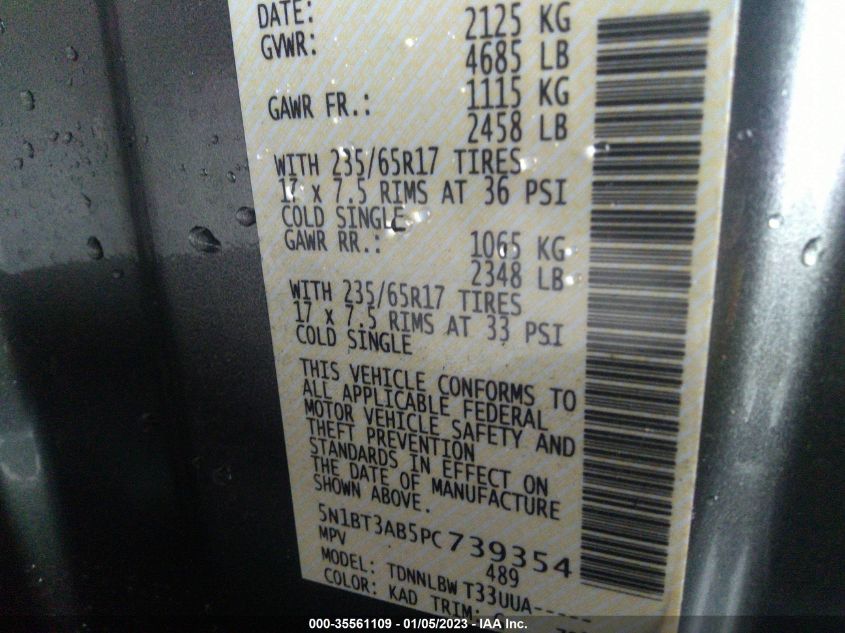 DATE:
2125 KG
GVWR:
4685 LB
GAWR FR.: 1115 KG
2458 LB
WITH 235/65R17 TIRES
17 x 7.5 RIMS AT 36 PSI
COLD SINGLE
GAWR RR.: 1065 KG
2348 LB
WITH 235/65R17 TIRES
17 x 7.5 RIMS AT 33 PSI
COLD SINGLE
THIS VEHICLE CONFORMS TO
ALL APPLICABLE FEDERAL
MOTOR VEHICLE SAFETY AND
THEFT PREVENTION
STANDARDS IN EFFECT ON
THE DATE OF MANUFACTURE
SHOWN ABOVE.
5N1BT3AB5PC739354
MPV 489
MODEL: TDNNLBW T33UUA-----
COLOR: KAD TRIM:
000-35561109 - 01/05/2023 - IAA Inc.